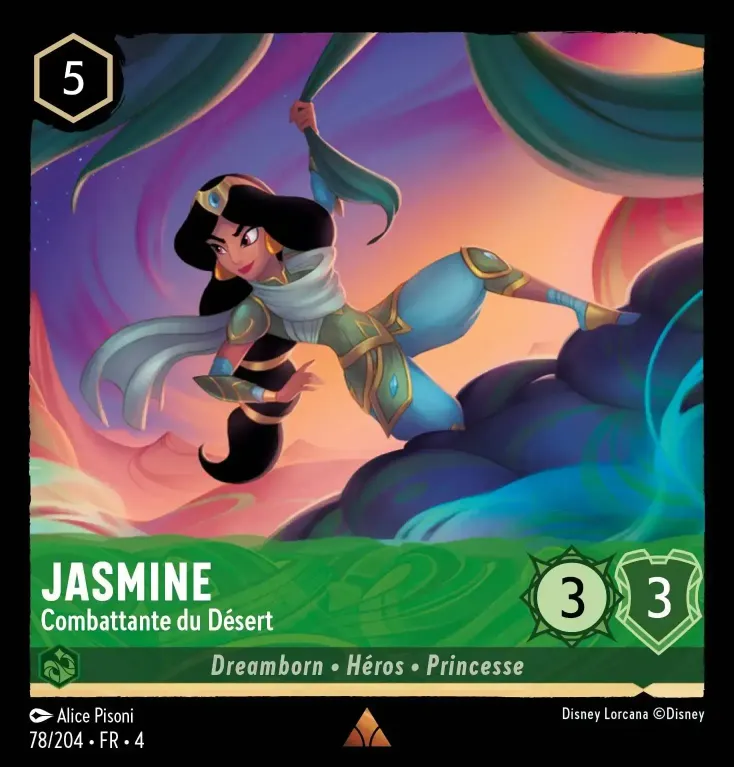 5
JASMINE
Combattante du Désert
3
3
Dreamborn • Héros • Princesse
Alice Pisoni
Disney Lorcana ©Disney
78/204 • FR • 4